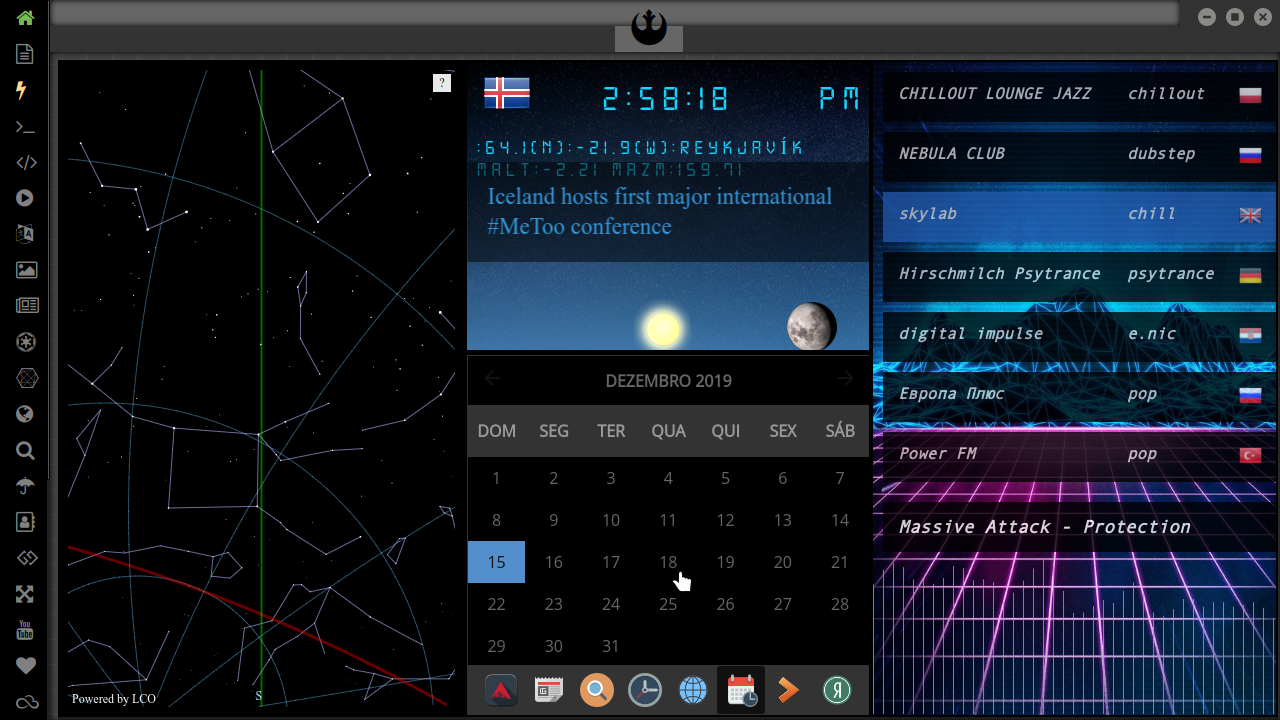 ?
Powered by LCO
S
2:58:18 PM
:64.1(N):-21.9(W):REYKJAVÍK
MALT:-2.21 MAZM:159.71
Iceland hosts first major international
#MeToo conference
DEZEMBRO 2019
DOM SEG TER QUA QUI SEX SÁB
1 2 3 4 5 6 7
8 9 10 11 12 13 14
15 16 17 18 19 20 21
22 23 24 25 26 27 28
29 30 31
Я
CHILLOUT LOUNGE JAZZ chillout
NEBULA CLUB dubstep
skylab chill
Hirschmilch Psytrance psytrance
digital impulse e.nic
Европа Плюс pop
Power FM pop
Massive Attack - Protection
You
Tube